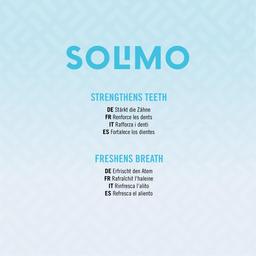 SOLIMO
STRENGTHENS TEETH
DE Stärkt die Zähne
FR Renforce les dents
IT Rafforza i denti
ES Fortalece los dientes
FRESHENS BREATH
DE Erfrischt den Atem
FR Rafraîchit l'haleine
IT Rinfresca l'alito
ES Refresca el aliento